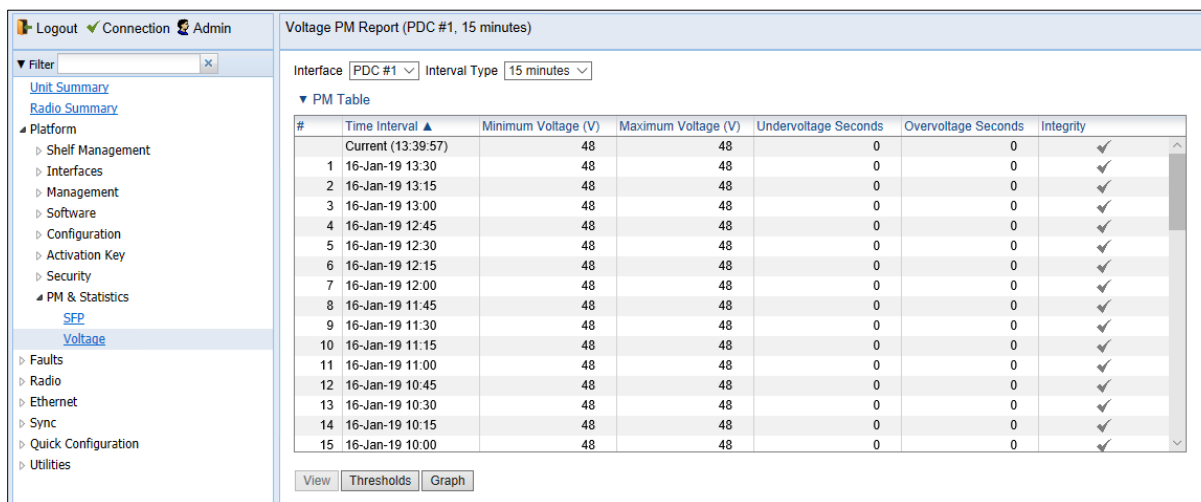 Logout Connection Admin
Filter
Unit Summary
Radio Summary
Platform
Shelf Management
Interfaces
Management
Software
Configuration
Activation Key
Security
PM & Statistics
SFP
Voltage
Faults
Radio
Ethernet
Sync
Quick Configuration
Utilities
Voltage PM Report (PDC #1, 15 minutes)
Interface PDC #1 Interval Type 15 minutes
PM Table
# Time Interval ▲ Minimum Voltage (V) Maximum Voltage (V) Undervoltage Seconds Overvoltage Seconds Integrity
Current (13:39:57) 48 48 0 0
1 16-Jan-19 13:30 48 48 0 0
2 16-Jan-19 13:15 48 48 0 0
3 16-Jan-19 13:00 48 48 0 0
4 16-Jan-19 12:45 48 48 0 0
5 16-Jan-19 12:30 48 48 0 0
6 16-Jan-19 12:15 48 48 0 0
7 16-Jan-19 12:00 48 48 0 0
8 16-Jan-19 11:45 48 48 0 0
9 16-Jan-19 11:30 48 48 0 0
10 16-Jan-19 11:15 48 48 0 0
11 16-Jan-19 11:00 48 48 0 0
12 16-Jan-19 10:45 48 48 0 0
13 16-Jan-19 10:30 48 48 0 0
14 16-Jan-19 10:15 48 48 0 0
15 16-Jan-19 10:00 48 48 0 0
View Thresholds Graph